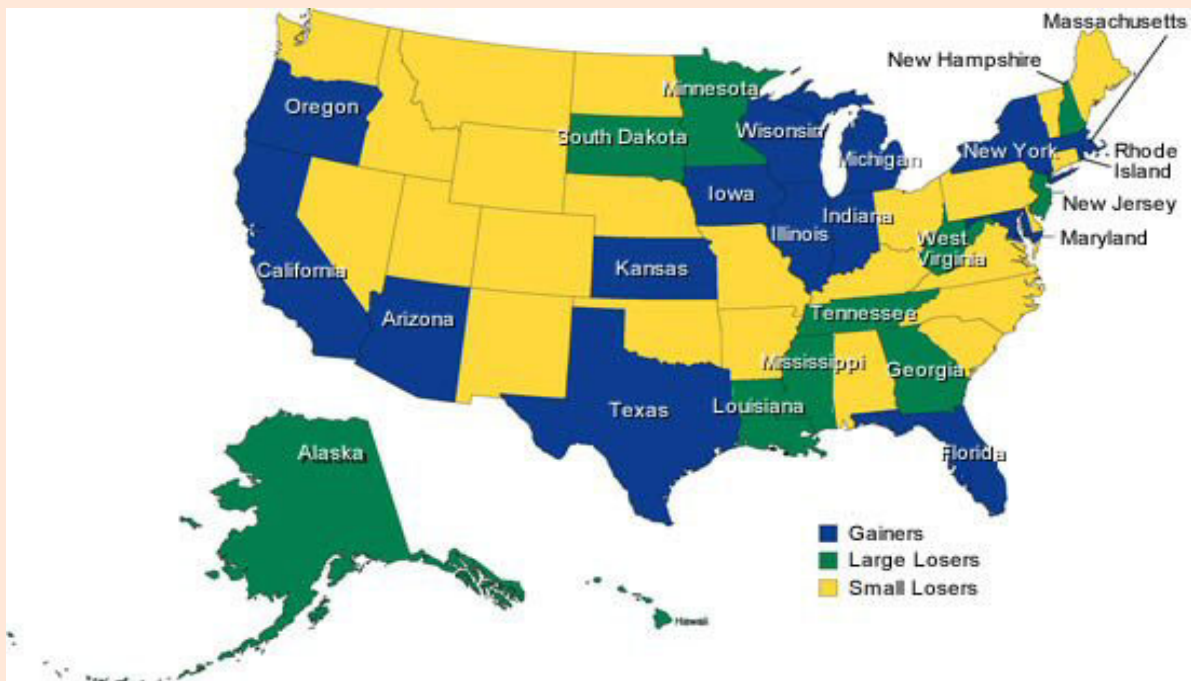 Massachusetts
New Hampshire
Minnesota
Oregon
South Dakota
Wisonsin
Michigan
New York
Rhode
Island
Iowa
Indiana
New Jersey
Illinois
West
Virginia
Maryland
Kansas
California
Arizona
Tennessee
Mississippi
Georgia
Texas
Louisiana
Alaska
Florida
Gainers
Large Losers
Small Losers
Hawaii